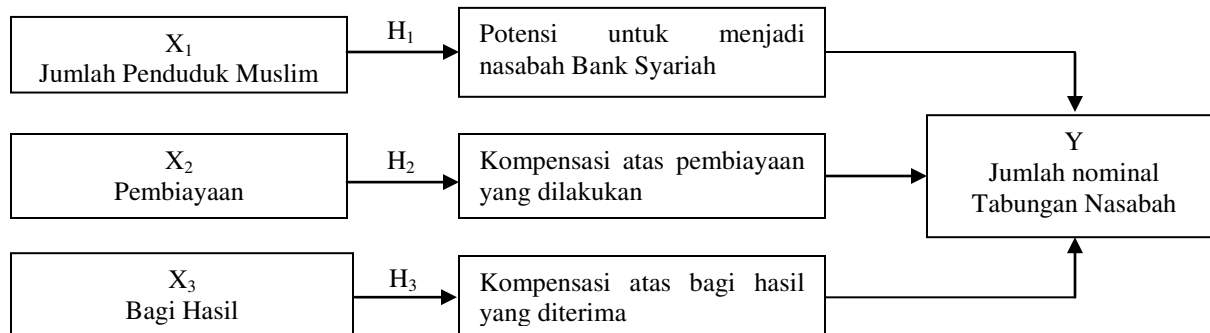 X₁
Jumlah Penduduk Muslim
H₁
Potensi untuk menjadi
nasabah Bank Syariah
X₂
Pembiayaan
H₂
Kompensasi atas pembiayaan
yang dilakukan
Y
Jumlah nominal
Tabungan Nasabah
X₃
Bagi Hasil
H₃
Kompensasi atas bagi hasil
yang diterima